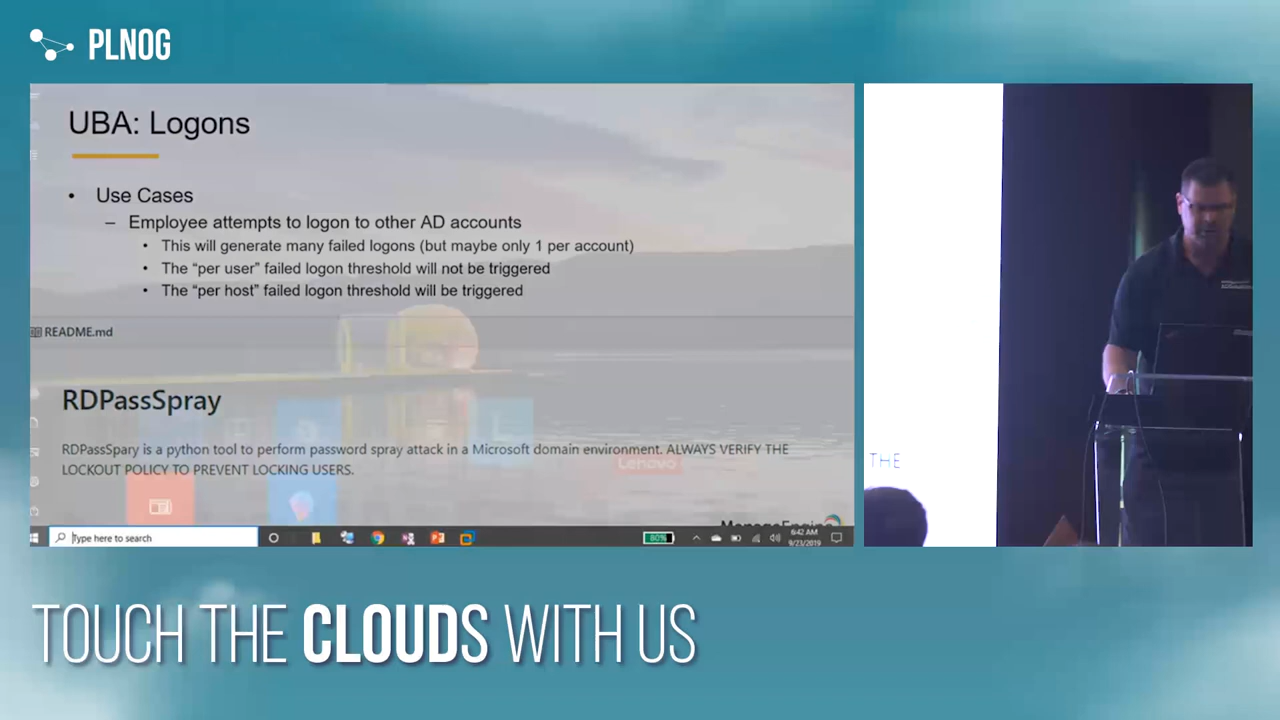 PLNOG
UBA: Logons
• Use Cases
– Employee attempts to logon to other AD accounts
• This will generate many failed logons (but maybe only 1 per account)
• The “per user” failed logon threshold will not be triggered
• The “per host” failed logon threshold will be triggered
README.md
RDPassSpray
RDPassSpary is a python tool to perform password spray attack in a Microsoft domain environment. ALWAYS VERIFY THE
LOCKOUT POLICY TO PREVENT LOCKING USERS.
Lenovo
THE
ManageEngine
Type here to search
80%
6:42 AM
9/23/2019
TOUCH THE CLOUDS WITH US